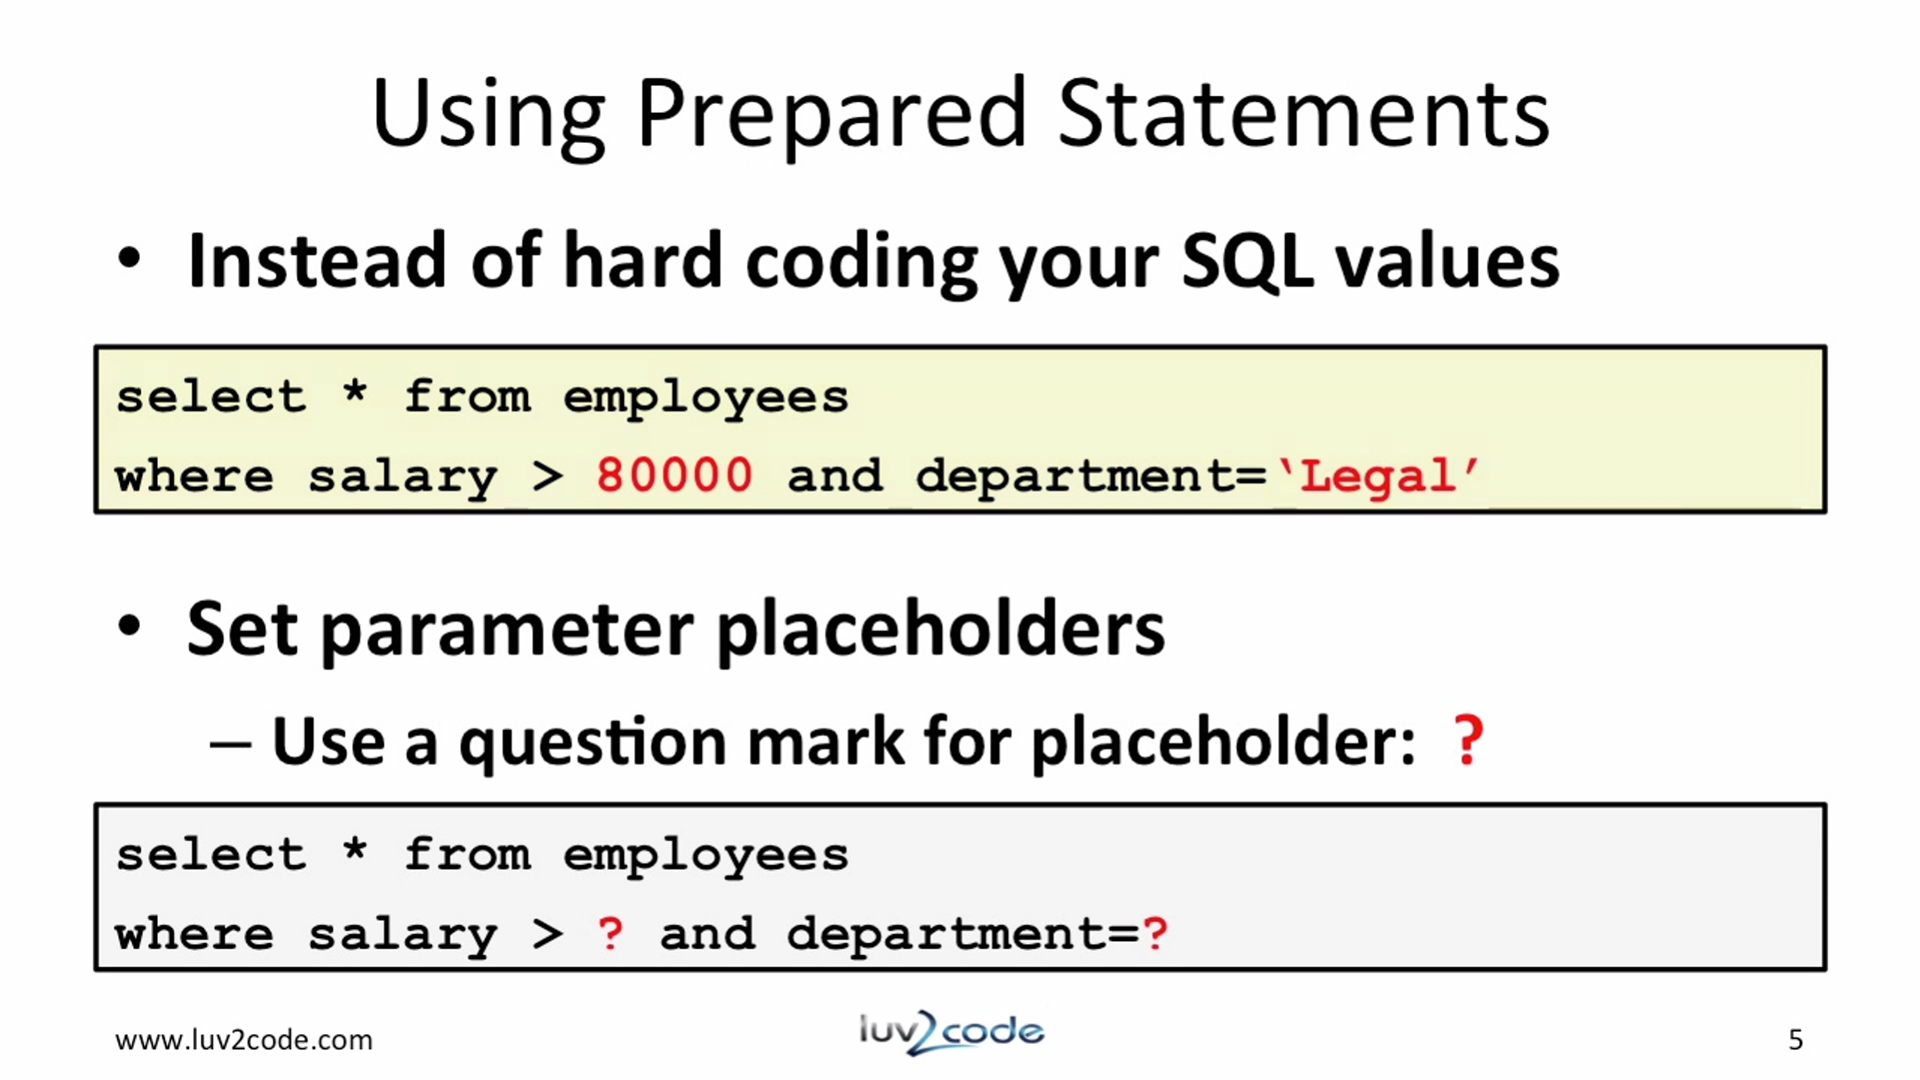 Using Prepared Statements
• Instead of hard coding your SQL values
select * from employees
where salary > 80000 and department=‘Legal’
• Set parameter placeholders
– Use a question mark for placeholder: ?
select * from employees
where salary > ? and department=?
www.luv2code.com
luv2code
5